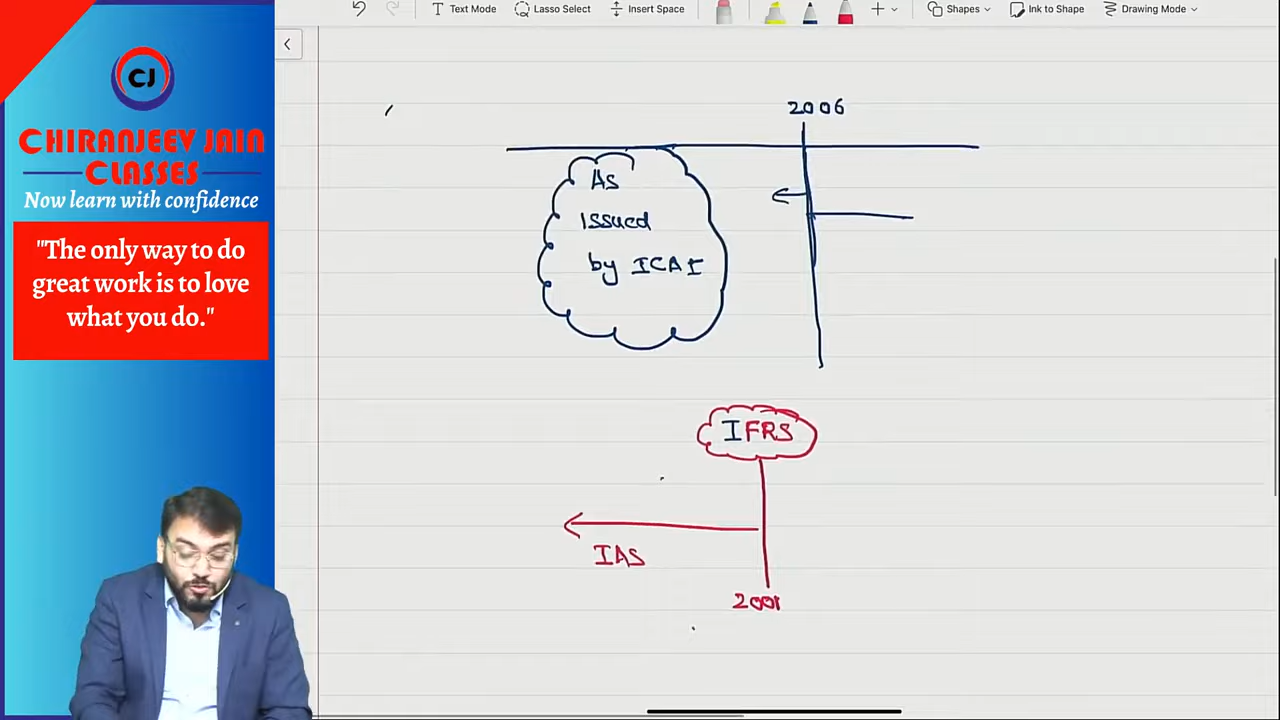 Text Mode
Lasso Select
Insert Space
Shapes
Ink to Shape
Drawing Mode
CJ
CHIRANJEEV JAIN
CLASSES
Now learn with confidence
"The only way to do
great work is to love
what you do."
2006
AS
issued
by ICAI
IFRS
IAS
2001